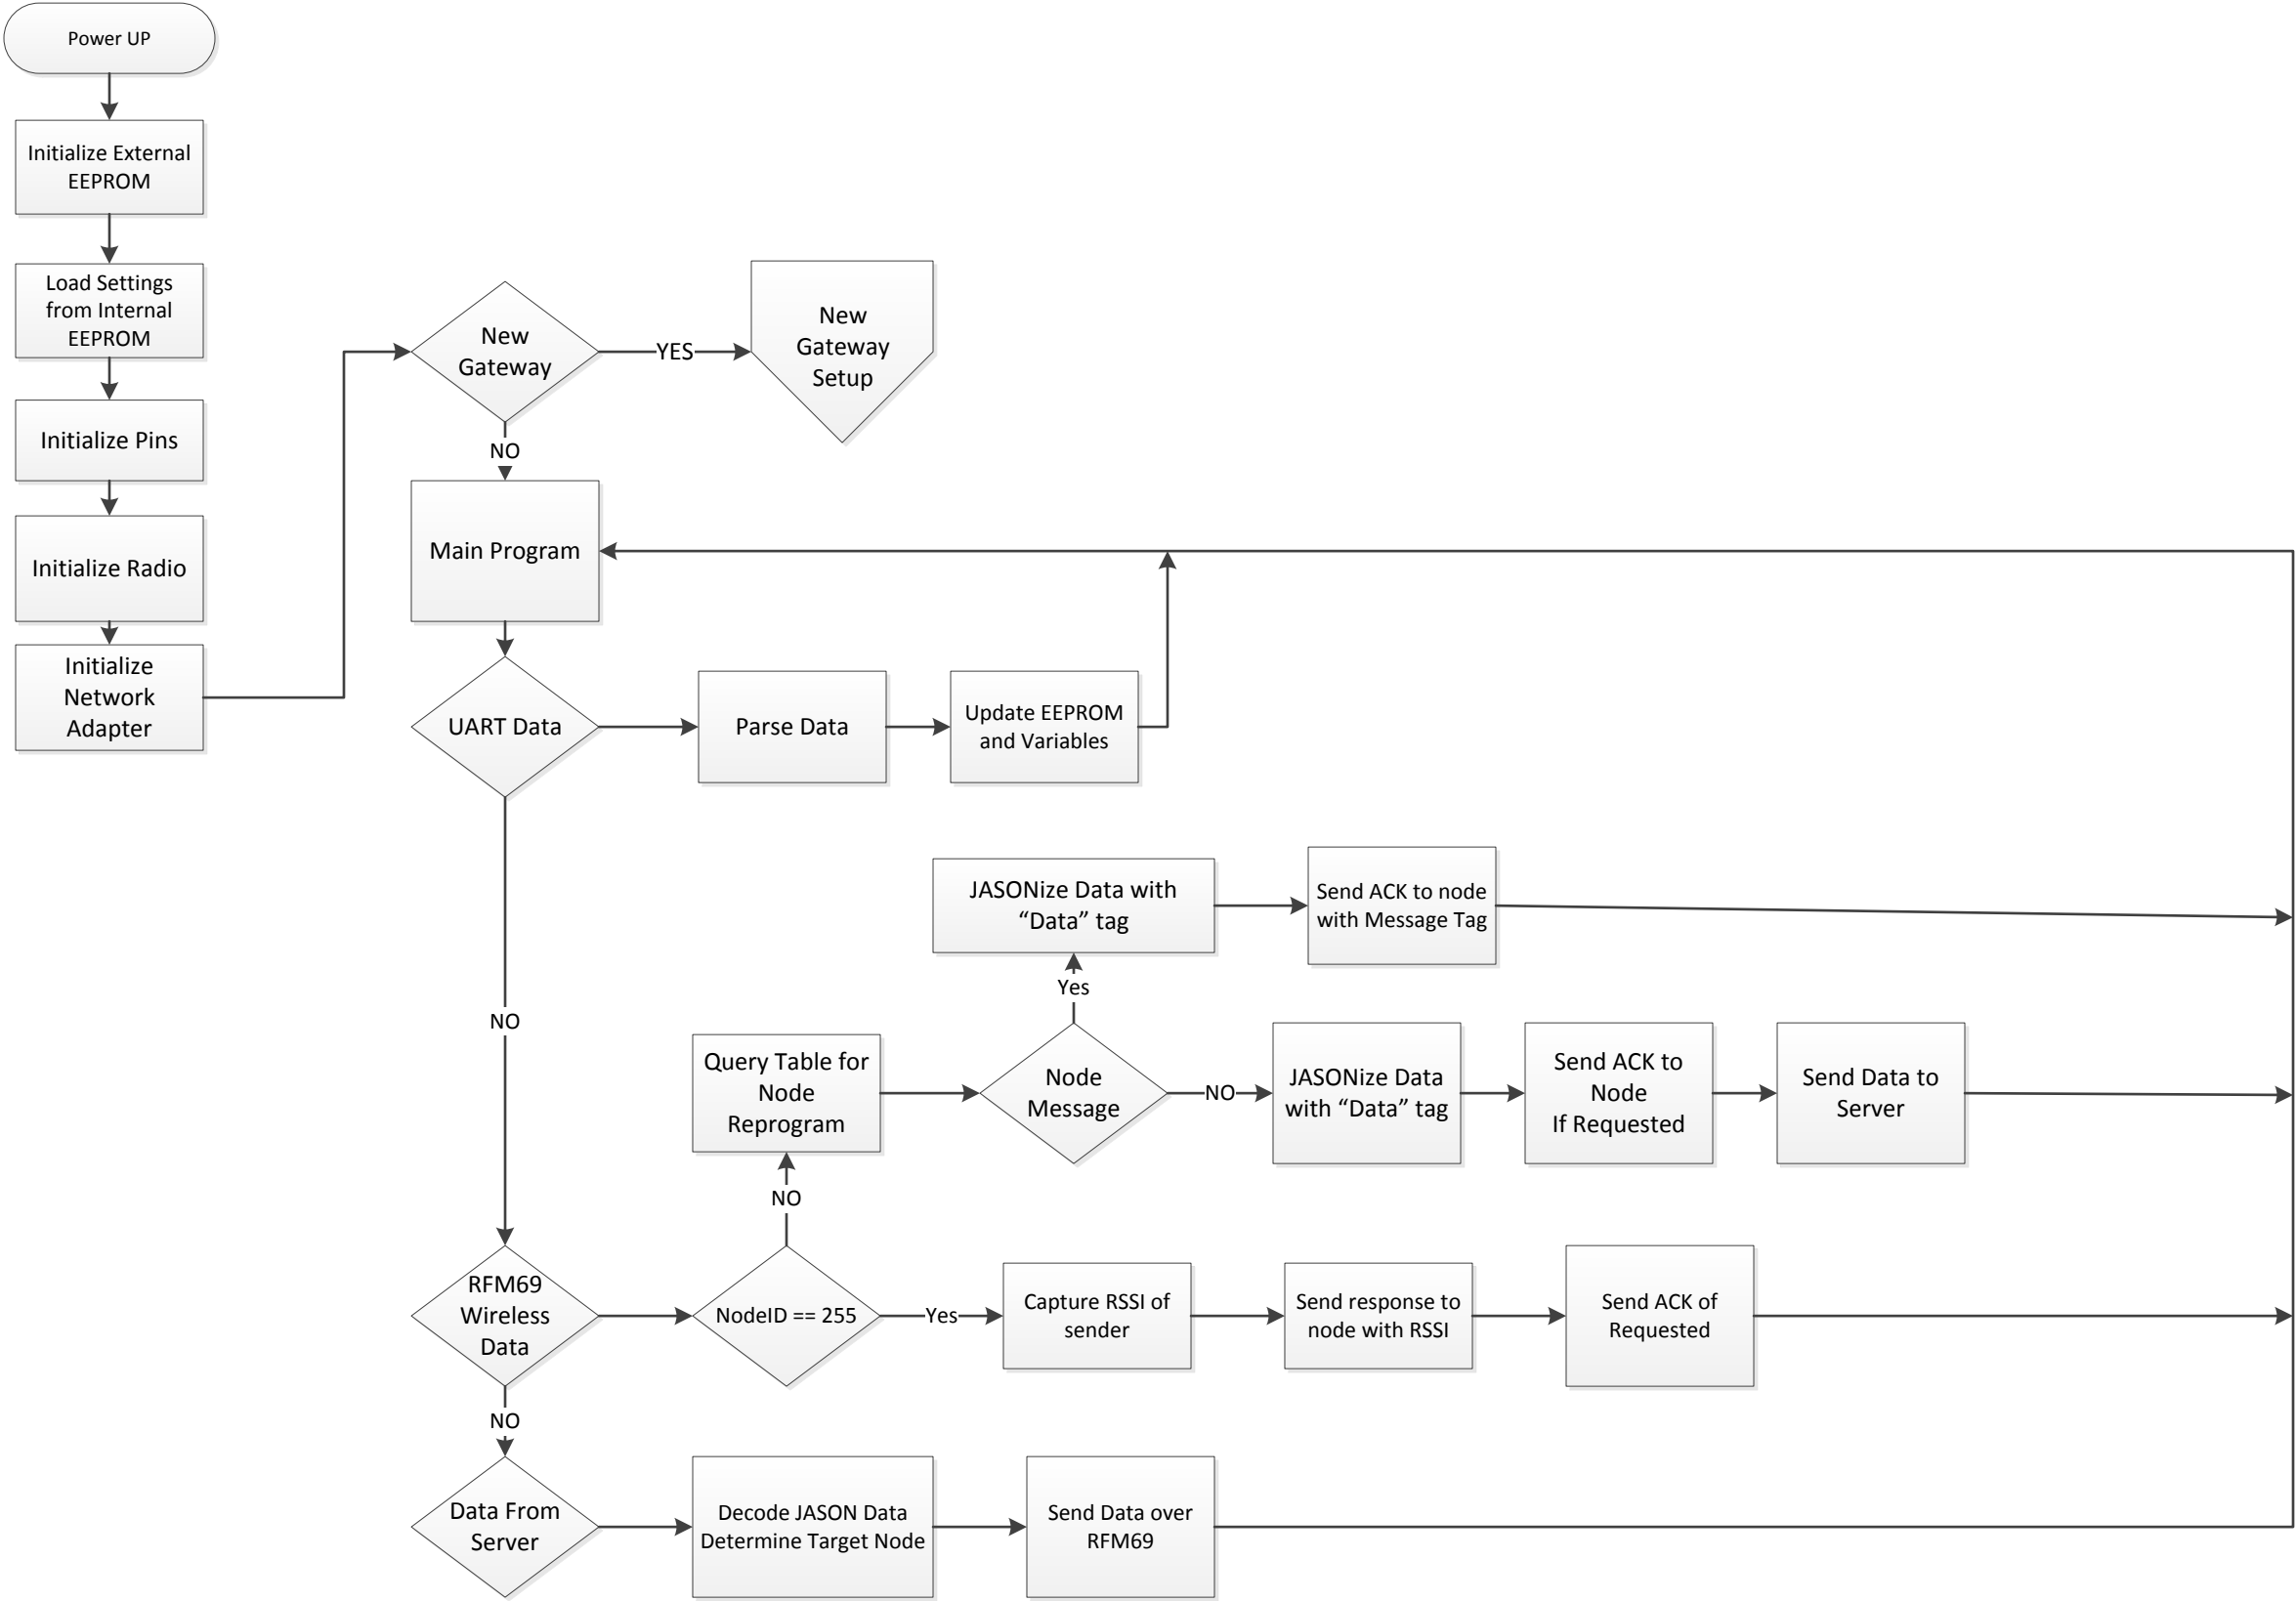 Power UP
Initialize External
EEPROM
Load Settings
from Internal
EEPROM
Initialize Pins
Initialize Radio
Initialize
Network
Adapter
New
Gateway
YES
New
Gateway
Setup
NO
Main Program
UART Data
Parse Data
Update EEPROM
and Variables
NO
JASONize Data with
“Data” tag
Send ACK to node
with Message Tag
Yes
Query Table for
Node
Reprogram
Node
Message
NO
JASONize Data
with “Data” tag
Send ACK to
Node
If Requested
Send Data to
Server
NO
RFM69
Wireless
Data
NodeID == 255
Yes
Capture RSSI of
sender
Send response to
node with RSSI
Send ACK of
Requested
NO
Data From
Server
Decode JASON Data
Determine Target Node
Send Data over
RFM69